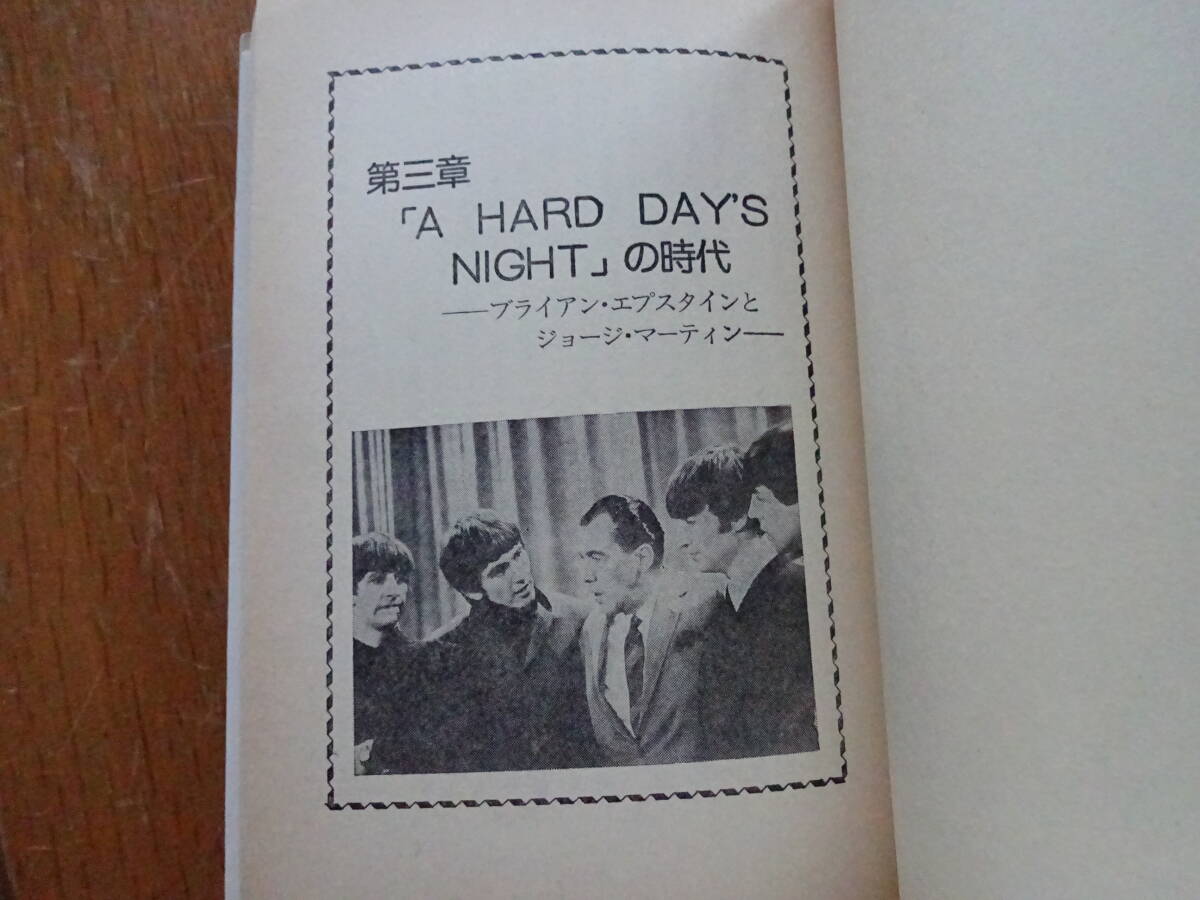 第三章
「A HARD DAY'S
NIGHT」の時代
――ブライアン・エプスタインと
ジョージ・マーティン――